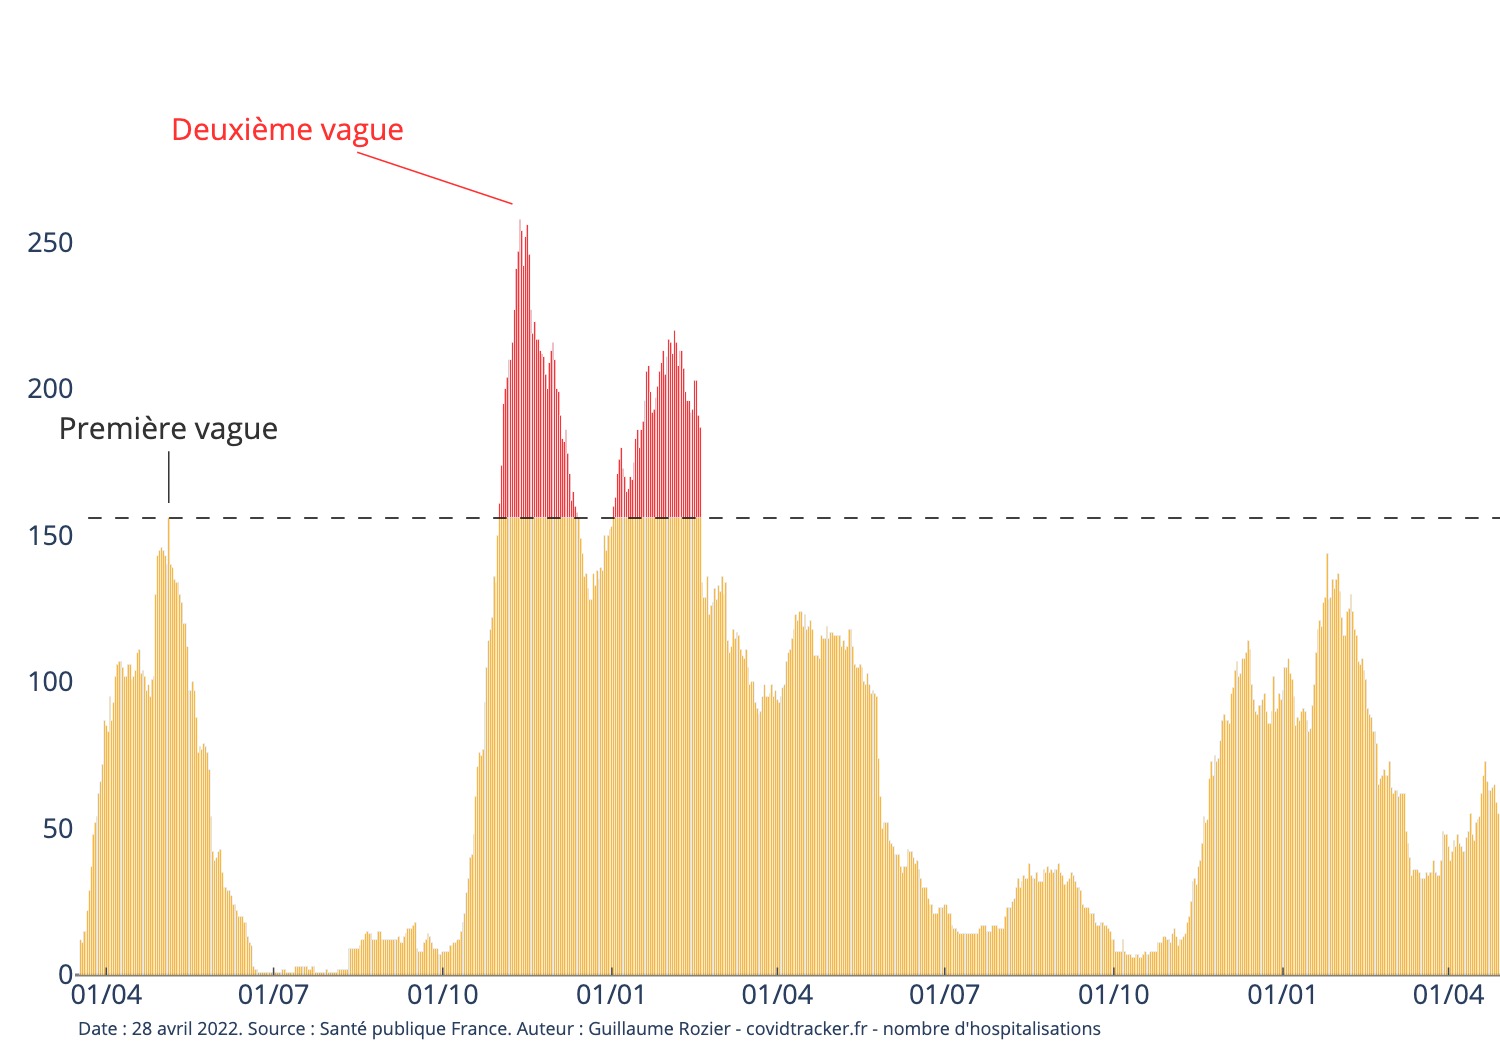 Deuxième vague
250
200
Première vague
150
100
50
0
01/04 01/07 01/10 01/01 01/04 01/07 01/10 01/01 01/04
Date : 28 avril 2022. Source : Santé publique France. Auteur : Guillaume Rozier - covidtracker.fr - nombre d'hospitalisations